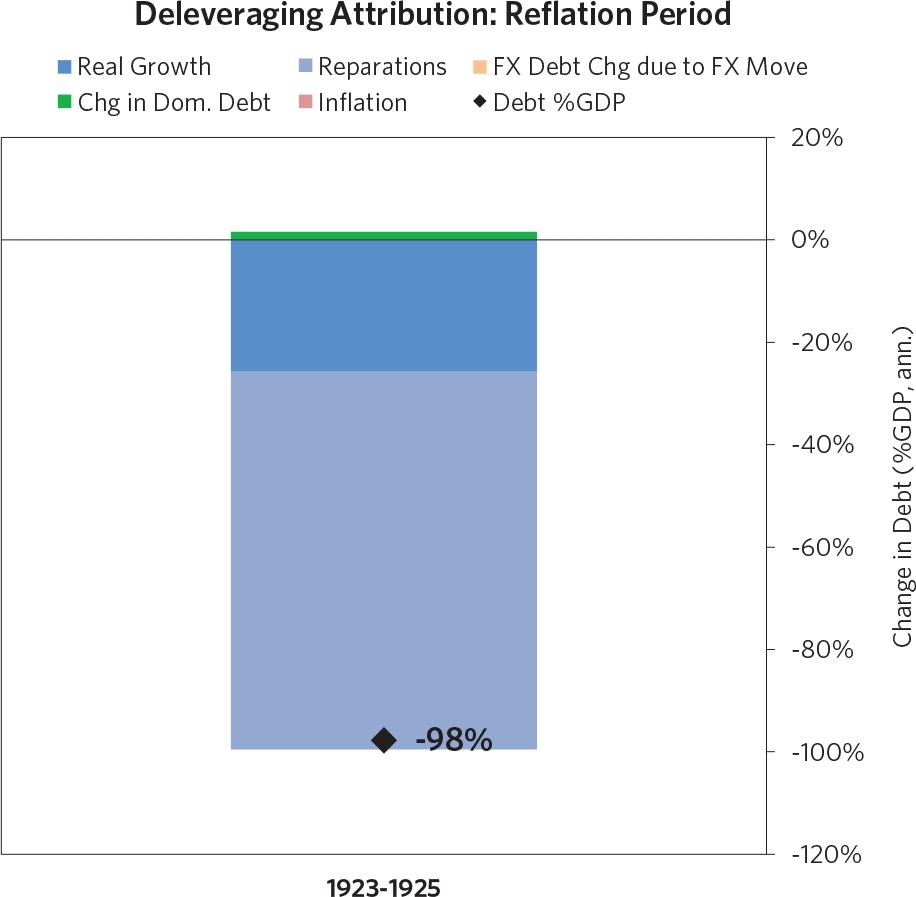 Deleveraging Attribution: Reflation Period
Real Growth Reparations FX Debt Chg due to FX Move
Chg in Dom. Debt Inflation Debt %GDP
20%
0%
-20%
-40%
-60%
-80%
-98%
-100%
-120%
Change in Debt (%GDP, ann.)
1923-1925